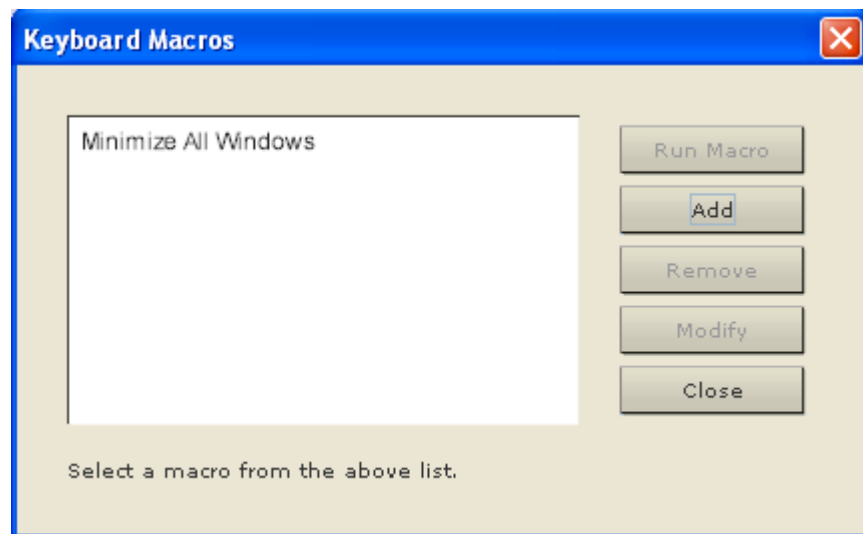 Keyboard Macros
Minimize All Windows
Run Macro
Add
Remove
Modify
Close
Select a macro from the above list.